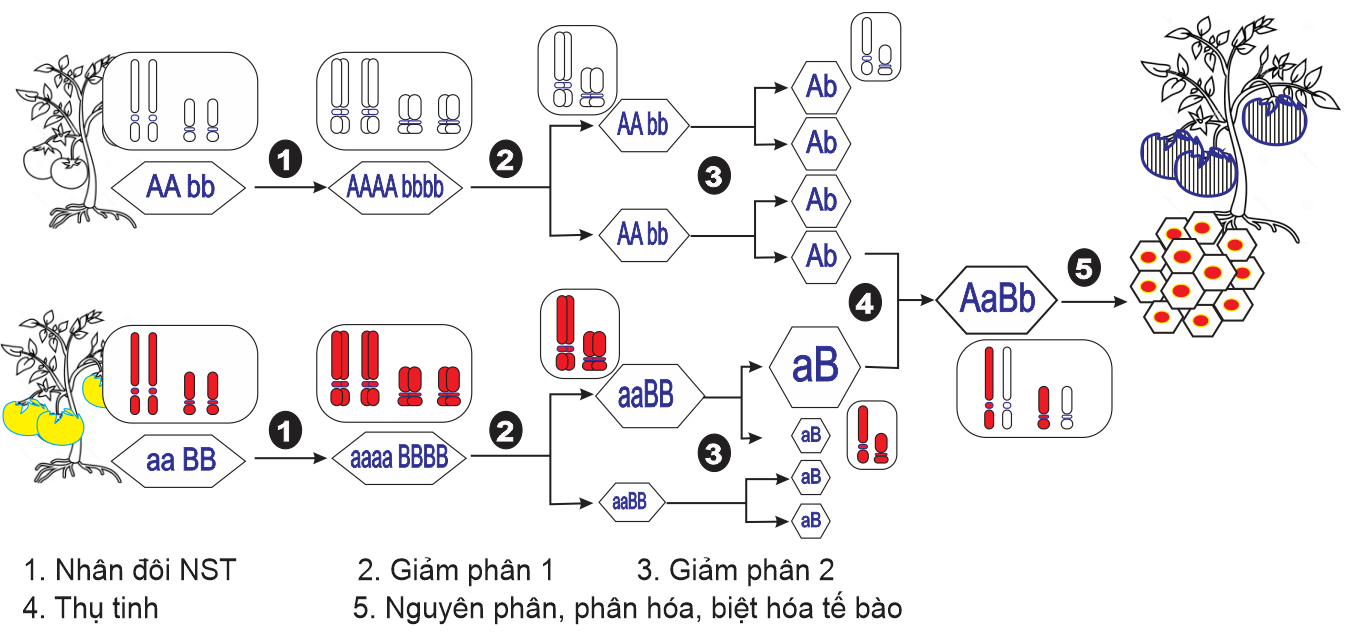 AA bb
1
AAAA bbbb
2
AA bb
AA bb
3
Ab
Ab
Ab
Ab
4
AaBb
5
aa BB
1
aaaa BBBB
2
aaBB
aaBB
3
aB
aB
aB
aB
1. Nhân đôi NST 2. Giảm phân 1 3. Giảm phân 2
4. Thụ tinh 5. Nguyên phân, phân hóa, biệt hóa tế bào